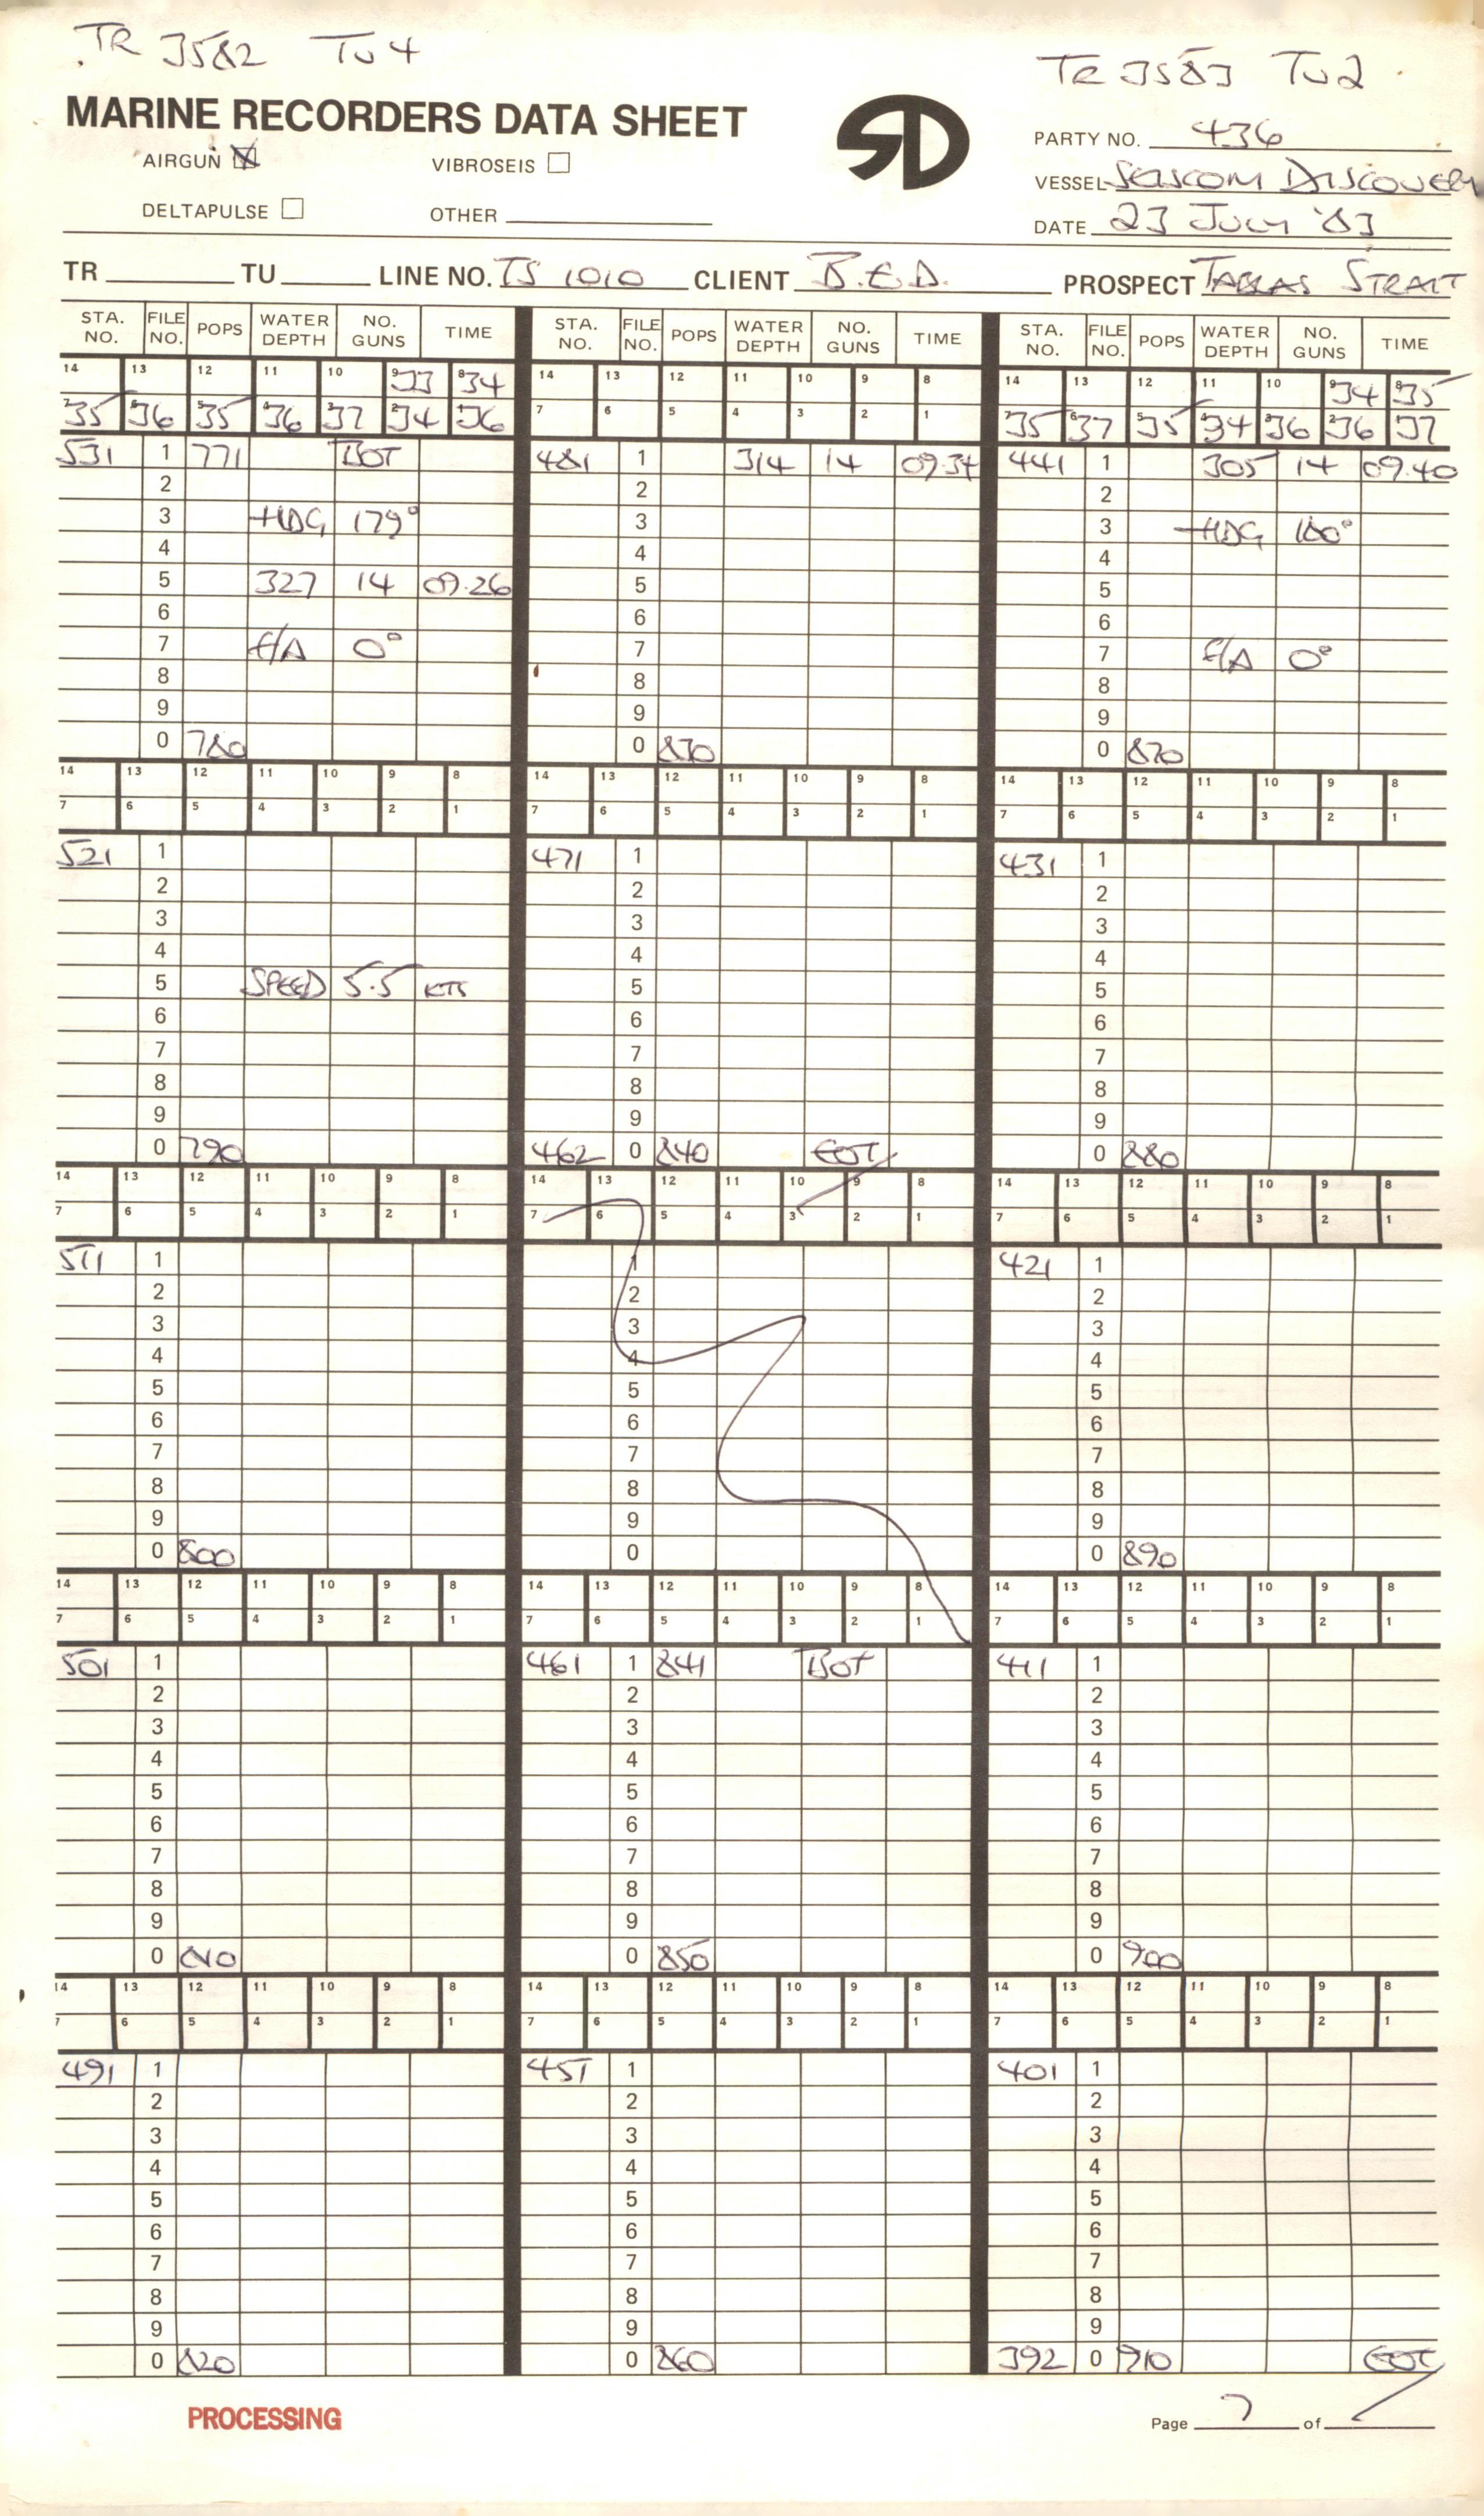 TR 3582 TU 4
TR 3583 TU2
MARINE RECORDERS DATA SHEET
SD
PARTY NO. 436
AIRGUN VIBROSEIS
VESSEL SEISCOM DISCOVERY
DELTAPULSE OTHER
DATE 23 JULY '83
TR TU LINE NO. TS 1010 CLIENT B.E.D. PROSPECT TABLAS STRAIT
STA. NO. FILE NO. POPS WATER DEPTH NO. GUNS TIME STA. NO. FILE NO. POPS WATER DEPTH NO. GUNS TIME STA. NO. FILE NO. POPS WATER DEPTH NO. GUNS TIME
14 13 12 11 10 9 33 8 34 14 13 12 11 10 9 8 14 13 12 11 10 9 34 8 35
35 36 35 36 37 34 36 7 6 5 4 3 2 1 35 37 35 34 36 36 37
531 1 771 BOT 481 1 314 14 09.34 441 1 305 14 09.40
2 2 2
3 HDG 179° 3 3 HDG 180°
4 4 4
5 327 14 09.26 5 5
6 6 6
7 F/A 0° 7 7 F/A 0°
8 8 8
9 9 9
0 780 0 830 0 870
14 13 12 11 10 9 8 14 13 12 11 10 9 8 14 13 12 11 10 9 8
7 6 5 4 3 2 1 7 6 5 4 3 2 1 7 6 5 4 3 2 1
521 1 471 1 431 1
2 2 2
3 3 3
4 4 4
5 SPEED 5.5 KTS 5 5
6 6 6
7 7 7
8 8 8
9 9 9
0 790 462 0 840 EOT 0 880
14 13 12 11 10 9 8 14 13 12 11 10 9 8 14 13 12 11 10 9 8
7 6 5 4 3 2 1 7 6 5 4 3 2 1 7 6 5 4 3 2 1
511 1 1 421 1
2 2 2
3 3 3
4 4 4
5 5 5
6 6 6
7 7 7
8 8 8
9 9 9
0 800 0 0 890
14 13 12 11 10 9 8 14 13 12 11 10 9 8 14 13 12 11 10 9 8
7 6 5 4 3 2 1 7 6 5 4 3 2 1 7 6 5 4 3 2 1
501 1 461 1 841 BOT 411 1
2 2 2
3 3 3
4 4 4
5 5 5
6 6 6
7 7 7
8 8 8
9 9 9
0 810 0 850 0 900
14 13 12 11 10 9 8 14 13 12 11 10 9 8 14 13 12 11 10 9 8
7 6 5 4 3 2 1 7 6 5 4 3 2 1 7 6 5 4 3 2 1
491 1 451 1 401 1
2 2 2
3 3 3
4 4 4
5 5 5
6 6 6
7 7 7
8 8 8
9 9 9
0 820 0 860 392 0 910 EOT
PROCESSING
Page 7 of